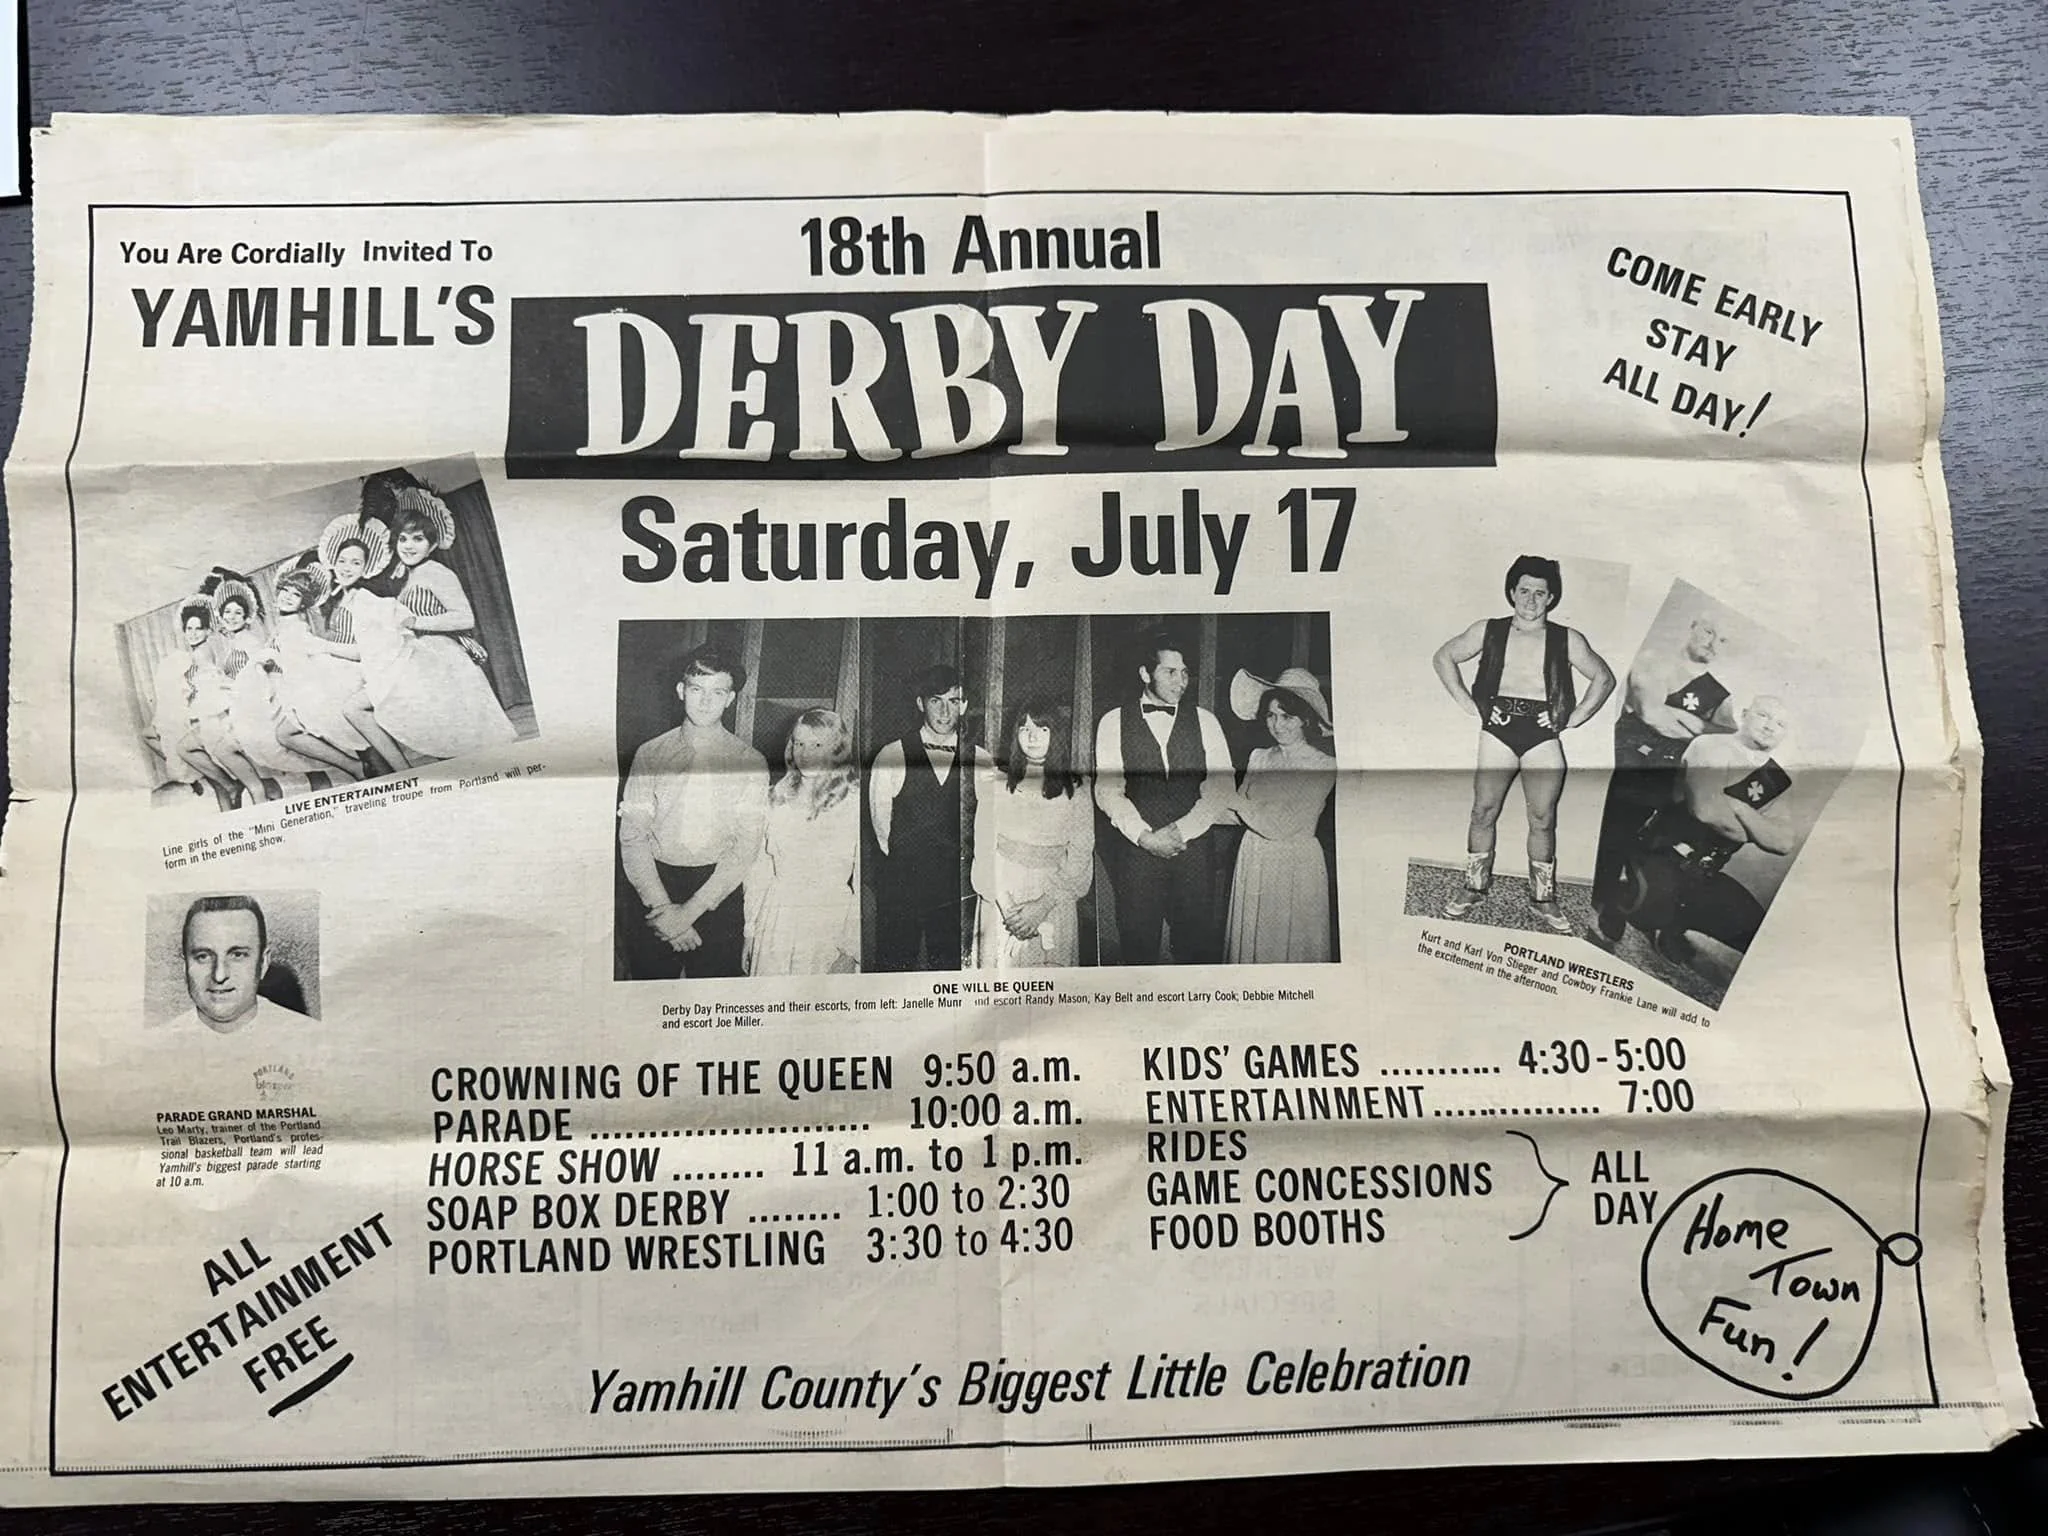 You Are Cordially Invited To
YAMHILL'S
18th Annual
DERBY DAY
Saturday, July 17
COME EARLY
STAY
ALL DAY!
LIVE ENTERTAINMENT
Line girls of the "Mini Generation," traveling troupe from Portland will per-
form in the evening show.
ONE WILL BE QUEEN
Derby Day Princesses and their escorts, from left: Janelle Munr and escort Randy Mason, Kay Belt and escort Larry Cook; Debbie Mitchell
and escort Joe Miller.
PORTLAND WRESTLERS
Kurt and Karl Von Stieger and Cowboy Frankie Lane will add to
the excitement in the afternoon.
PORTLAND
blazers
PARADE GRAND MARSHAL
Leo Marty, trainer of the Portland
Trail Blazers, Portland's profes-
sional basketball team will lead
Yamhill's biggest parade starting
at 10 a.m.
CROWNING OF THE QUEEN 9:50 a.m.
PARADE ........................ 10:00 a.m.
HORSE SHOW ........ 11 a.m. to 1 p.m.
SOAP BOX DERBY ........ 1:00 to 2:30
PORTLAND WRESTLING 3:30 to 4:30
KIDS' GAMES ........... 4:30-5:00
ENTERTAINMENT............... 7:00
RIDES
GAME CONCESSIONS
FOOD BOOTHS
ALL
DAY
ALL
ENTERTAINMENT
FREE
Home
Town
Fun!
Yamhill County's Biggest Little Celebration